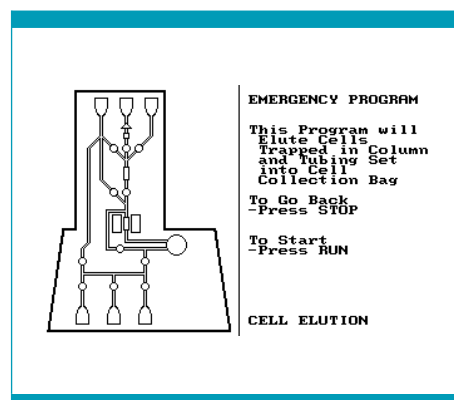 EMERGENCY PROGRAM
This Program will
Elute Cells
Trapped in Column
and Tubing Set
into Cell
Collection Bag
To Go Back
-Press STOP
To Start
-Press RUN
CELL ELUTION